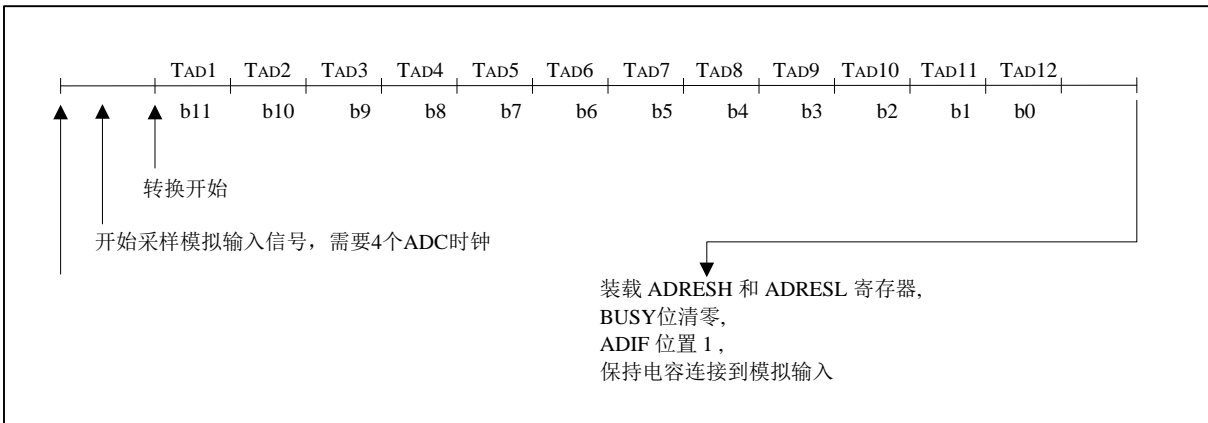 TAD1 TAD2 TAD3 TAD4 TAD5 TAD6 TAD7 TAD8 TAD9 TAD10 TAD11 TAD12
b11 b10 b9 b8 b7 b6 b5 b4 b3 b2 b1 b0
转换开始
开始采样模拟输入信号，需要4个ADC时钟
装载 ADRESH 和 ADRESL 寄存器,
BUSY位清零,
ADIF 位置 1 ,
保持电容连接到模拟输入